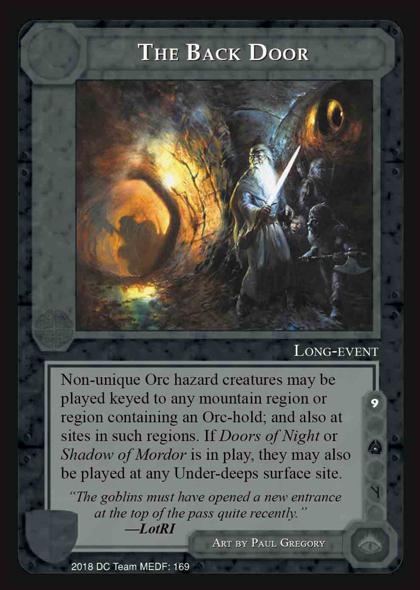 THE BACK DOOR
LONG-EVENT
Non-unique Orc hazard creatures may be
played keyed to any mountain region or
region containing an Orc-hold; and also at
sites in such regions. If Doors of Night or
Shadow of Mordor is in play, they may also
be played at any Under-deeps surface site.
9
“The goblins must have opened a new entrance
at the top of the pass quite recently.”
—LotRI
ART BY PAUL GREGORY
2018 DC Team MEDF: 169